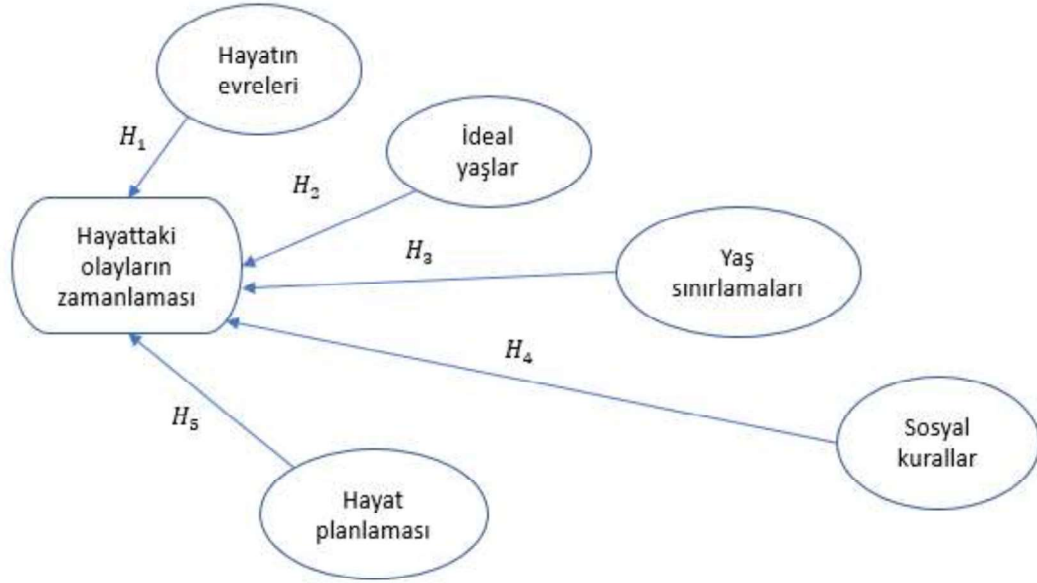 Hayatın
evreleri
H₁
İdeal
yaşlar
H₂
Hayattaki
olayların
zamanlaması
H₃
Yaş
sınırlamaları
H₄
Sosyal
kurallar
H₅
Hayat
planlaması